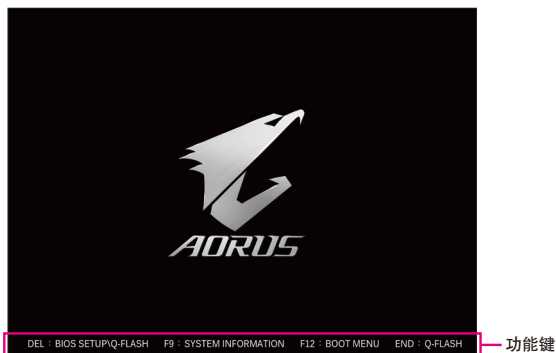 AORUS
DEL : BIOS SETUP\Q-FLASH F9 : SYSTEM INFORMATION F12 : BOOT MENU END : Q-FLASH
功能键